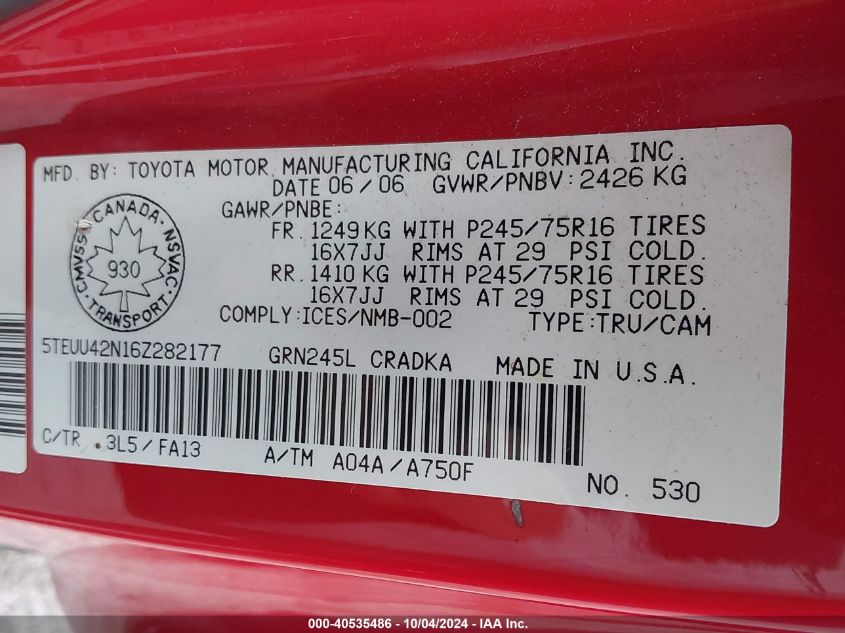 MFD. BY: TOYOTA MOTOR MANUFACTURING CALIFORNIA INC.
DATE 06/06 GVWR/PNBV: 2426 KG
GAWR/PNBE:
FR. 1249 KG WITH P245/75R16 TIRES
16X7JJ RIMS AT 29 PSI COLD.
RR. 1410 KG WITH P245/75R16 TIRES
16X7JJ RIMS AT 29 PSI COLD.
CANADA
CMVSS NSVAC
930
TRANSPORT
COMPLY: ICES/NMB-002 TYPE: TRU/CAM
5TEUU42N16Z282177 GRN245L CRADKA MADE IN U.S.A.
C/TR .3L5/FA13 A/TM A04A/A750F NO. 530
000-40535486 - 10/04/2024 - IAA Inc.